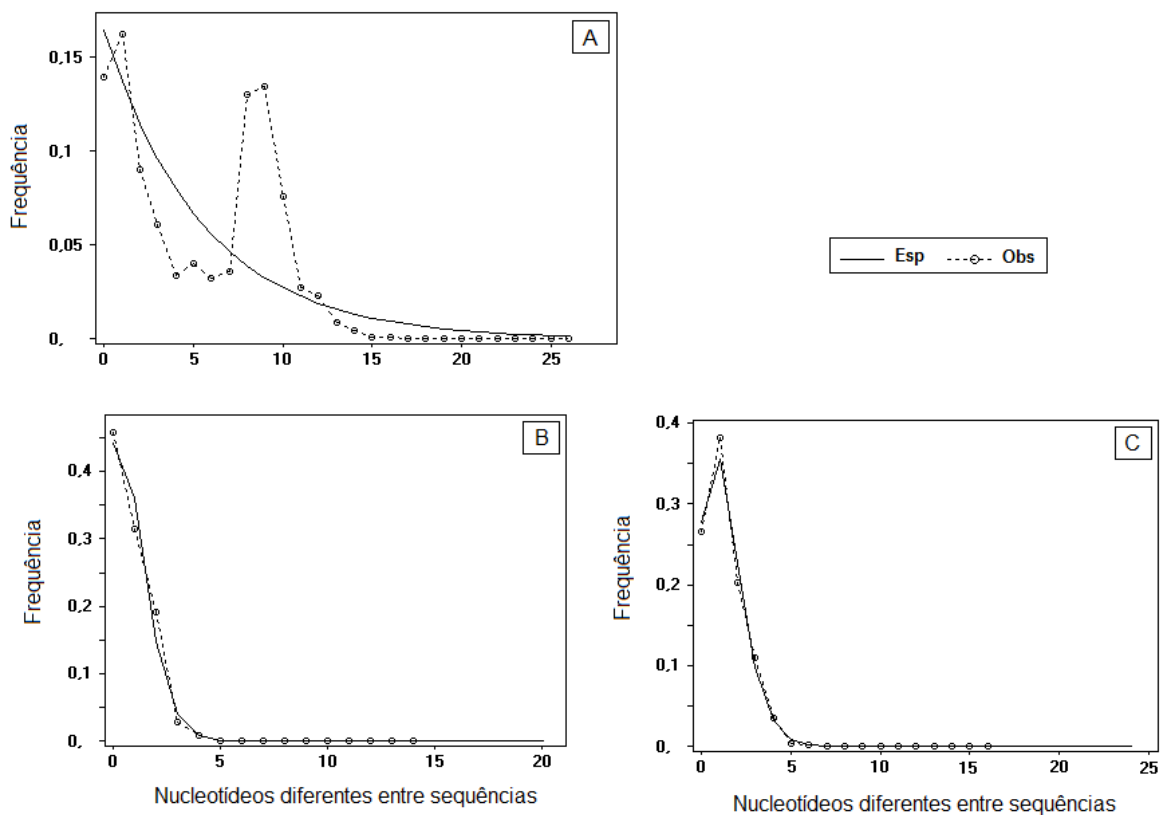 A
Frequência
0,15
0,1
0,05
0,
0 5 10 15 20 25
Esp Obs
B
Frequência
0,4
0,3
0,2
0,1
0,
0 5 10 15 20
Nucleotídeos diferentes entre sequências
C
Frequência
0,4
0,3
0,2
0,1
0,
0 5 10 15 20 25
Nucleotídeos diferentes entre sequências